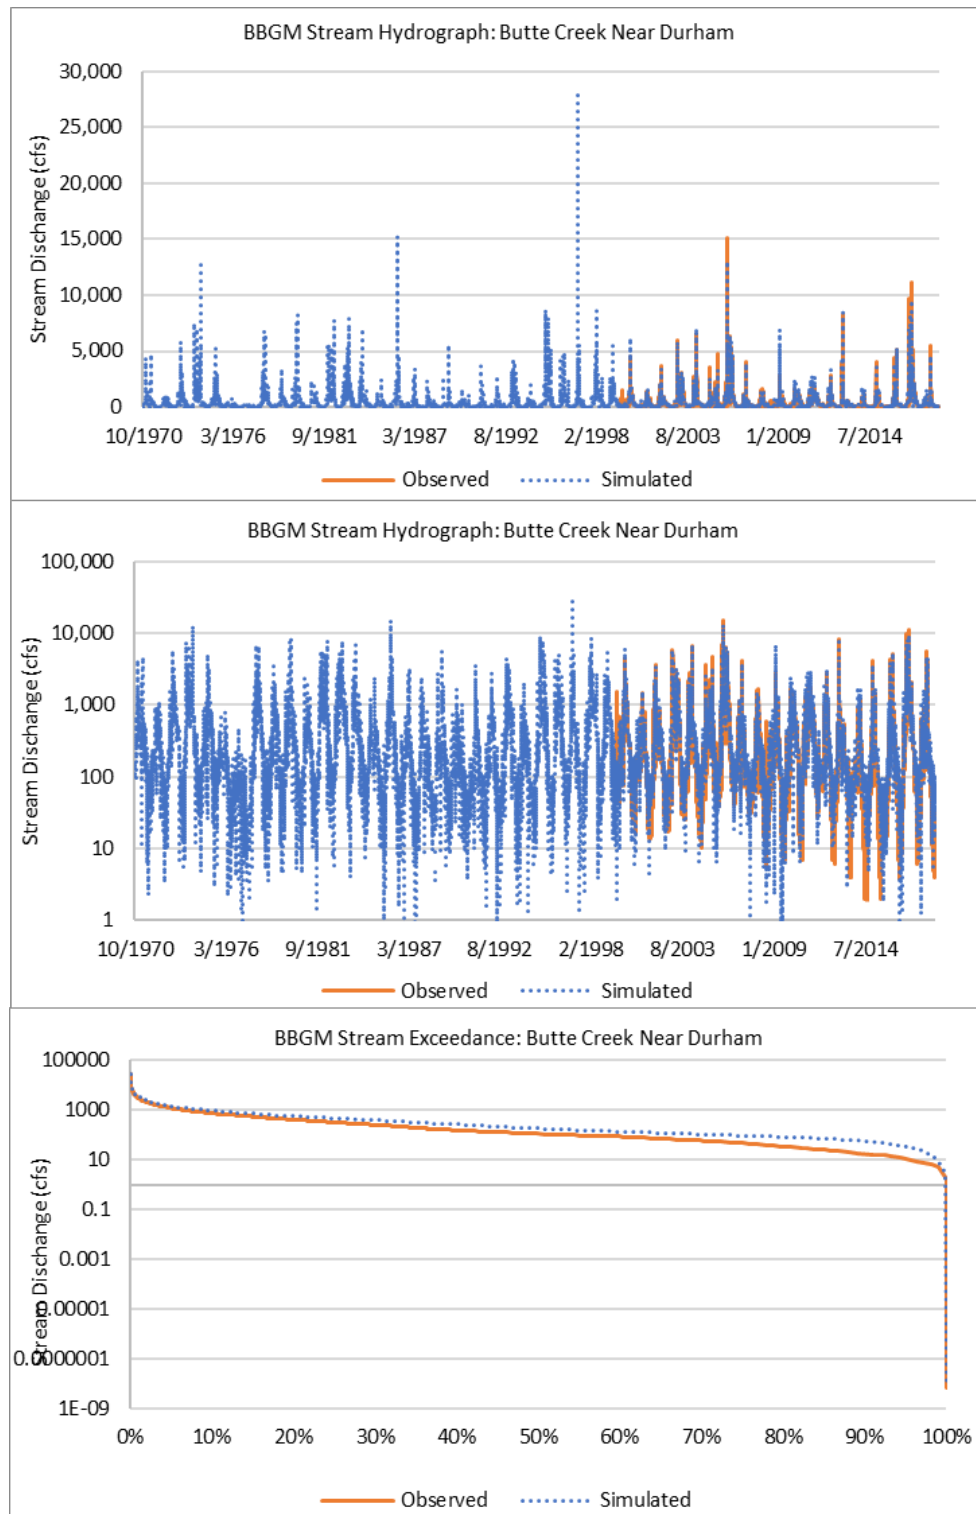 BBGM Stream Hydrograph: Butte Creek Near Durham
Stream Dischange (cfs)
30,000
25,000
20,000
15,000
10,000
5,000
0
10/1970 3/1976 9/1981 3/1987 8/1992 2/1998 8/2003 1/2009 7/2014
Observed Simulated
BBGM Stream Hydrograph: Butte Creek Near Durham
Stream Dischange (cfs)
100,000
10,000
1,000
100
10
1
10/1970 3/1976 9/1981 3/1987 8/1992 2/1998 8/2003 1/2009 7/2014
Observed Simulated
BBGM Stream Exceedance: Butte Creek Near Durham
Stream Dischange (cfs)
100000
1000
10
0.1
0.001
0.00001
0.0000001
1E-09
0% 10% 20% 30% 40% 50% 60% 70% 80% 90% 100%
Observed Simulated